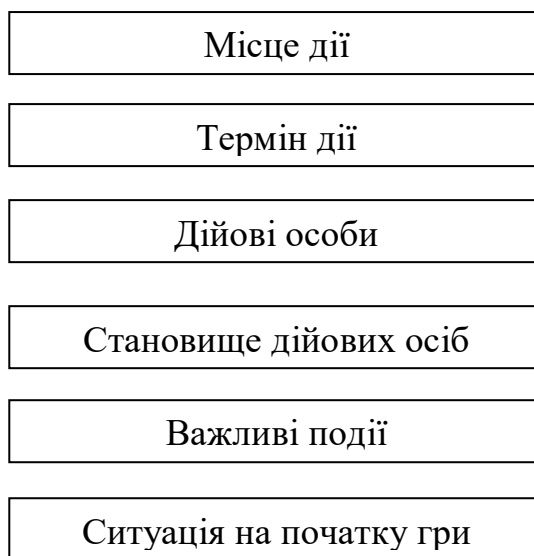 Місце дії
Термін дії
Дійові особи
Становище дійових осіб
Важливі події
Ситуація на початку гри